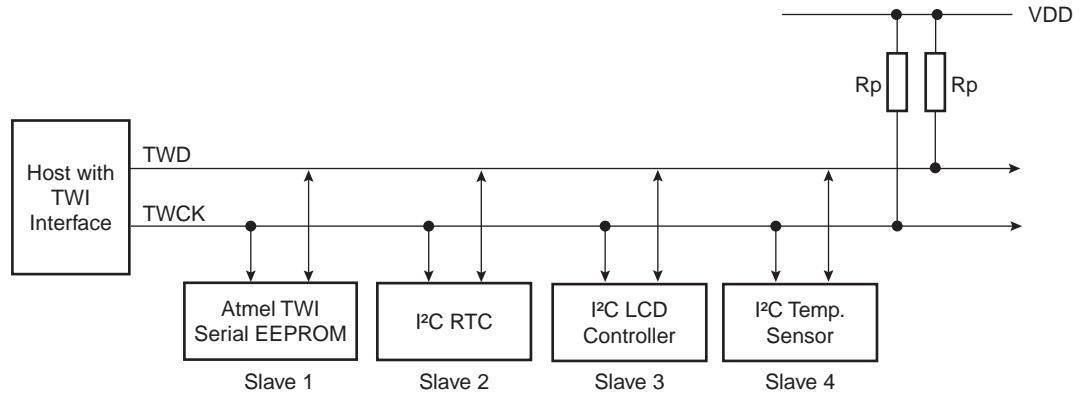 VDD
Rp
Rp
Host with
TWI
Interface
TWD
TWCK
Atmel TWI
Serial EEPROM
I²C RTC
I²C LCD
Controller
I²C Temp.
Sensor
Slave 1
Slave 2
Slave 3
Slave 4